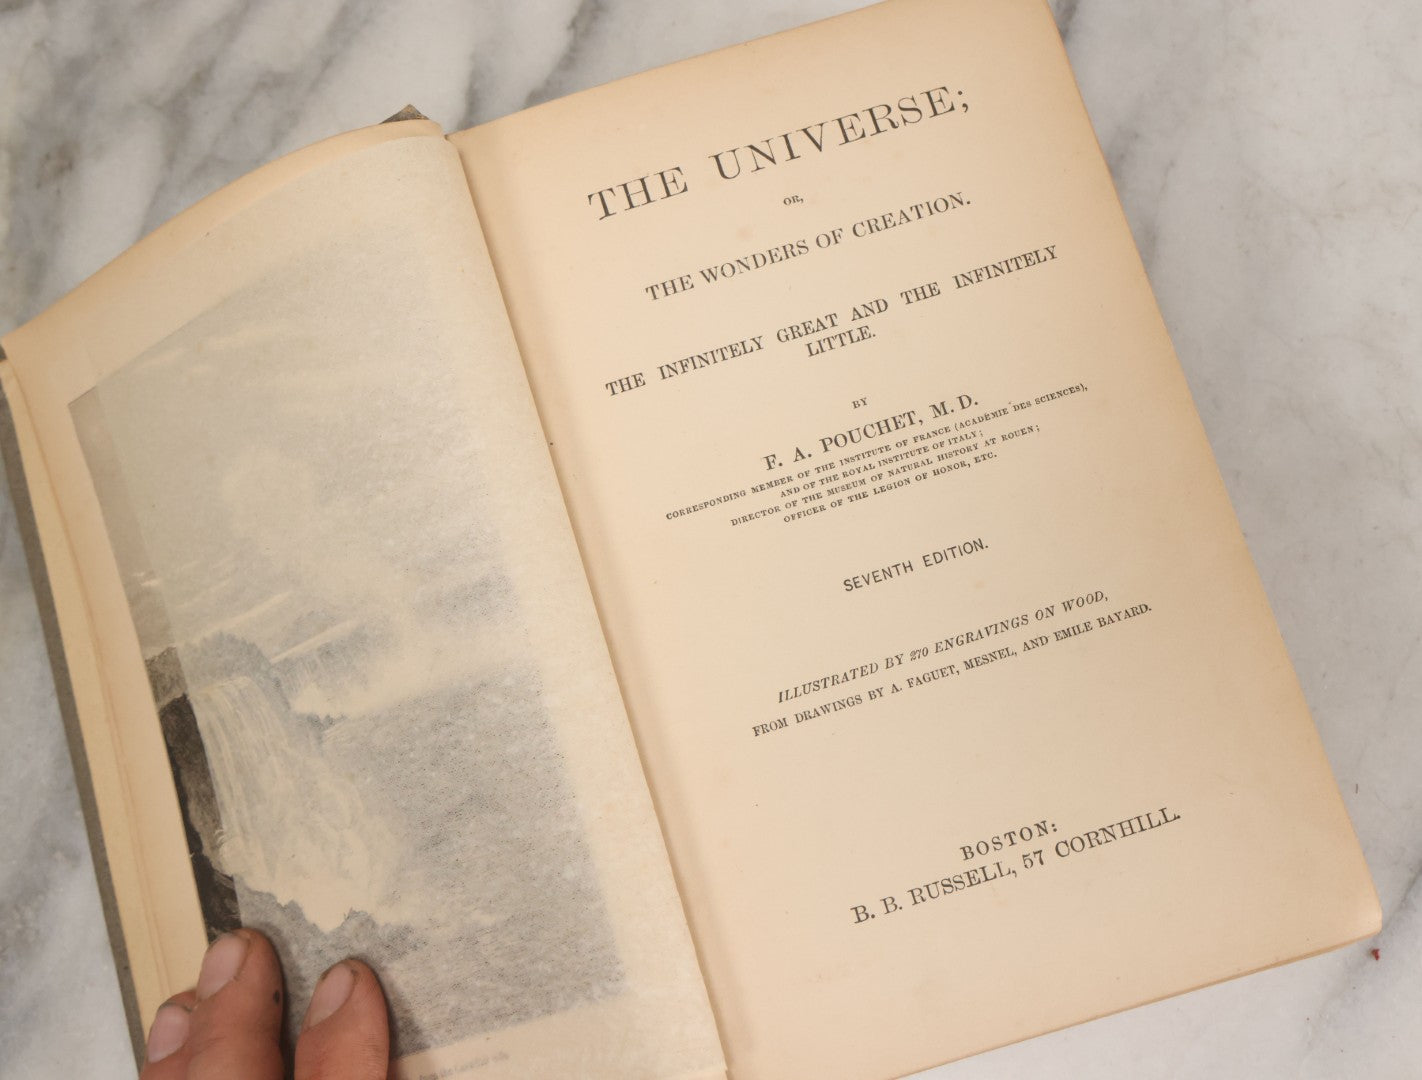 THE UNIVERSE;
OR,
THE WONDERS OF CREATION.
THE INFINITELY GREAT AND THE INFINITELY
LITTLE.
BY
F. A. POUCHET, M.D.
CORRESPONDING MEMBER OF THE INSTITUTE OF FRANCE (ACADÉMIE DES SCIENCES),
AND OF THE ROYAL INSTITUTE OF ITALY;
DIRECTOR OF THE MUSEUM OF NATURAL HISTORY AT ROUEN;
OFFICER OF THE LEGION OF HONOR, ETC.
SEVENTH EDITION.
ILLUSTRATED BY 270 ENGRAVINGS ON WOOD,
FROM DRAWINGS BY A. FAGUET, MESNEL, AND EMILE BAYARD.
BOSTON:
B. B. RUSSELL, 57 CORNHILL.